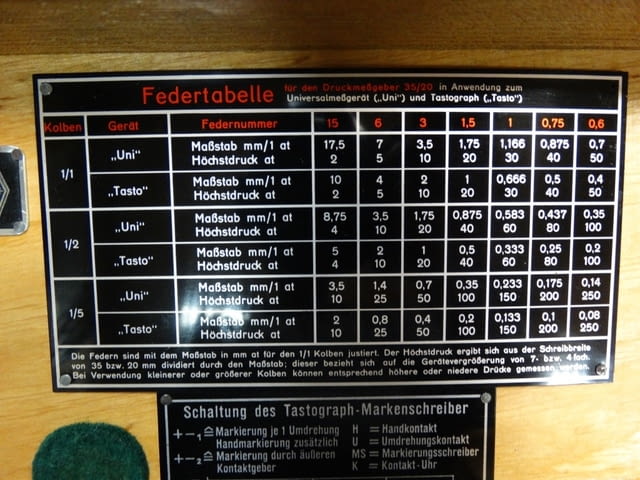 Federtabelle für den Druckmeßgeber 35/20 in Anwendung zum
Universalmeßgerät („Uni“) und Tastograph („Tasto“)
Kolben Gerät Federnummer 15 6 3 1,5 1 0,75 0,6
1/1 „Uni“ Maßstab mm/1 at 17,5 7 3,5 1,75 1,166 0,875 0,7
Höchstdruck at 2 5 10 20 30 40 50
„Tasto“ Maßstab mm/1 at 10 4 2 1 0,666 0,5 0,4
Höchstdruck at 2 5 10 20 30 40 50
1/2 „Uni“ Maßstab mm/1 at 8,75 3,5 1,75 0,875 0,583 0,437 0,35
Höchstdruck at 4 10 20 40 60 80 100
„Tasto“ Maßstab mm/1 at 5 2 1 0,5 0,333 0,25 0,2
Höchstdruck at 4 10 20 40 60 80 100
1/5 „Uni“ Maßstab mm/1 at 3,5 1,4 0,7 0,35 0,233 0,175 0,14
Höchstdruck at 10 25 50 100 150 200 250
„Tasto“ Maßstab mm/1 at 2 0,8 0,4 0,2 0,133 0,1 0,08
Höchstdruck at 10 25 50 100 150 200 250
Die Federn sind mit dem Maßstab in mm at für den 1/1 Kolben justiert. Der Höchstdruck ergibt sich aus der Schreibbreite
von 35 bzw. 20 mm dividiert durch den Maßstab; dieser bezieht sich auf die Gerätevergrößerung von 7- bzw. 4 fach.
Bei Verwendung kleinerer oder größerer Kolben können entsprechend höhere oder niedere Drücke gemessen werden.
Schaltung des Tastograph-Markenschreiber
+−₁ ≙ Markierung je 1 Umdrehung H = Handkontakt
Handmarkierung zusätzlich U = Umdrehungskontakt
+−₂ ≙ Markierung durch äußeren MS = Markierungsschreiber
Kontaktgeber K = Kontakt-Uhr